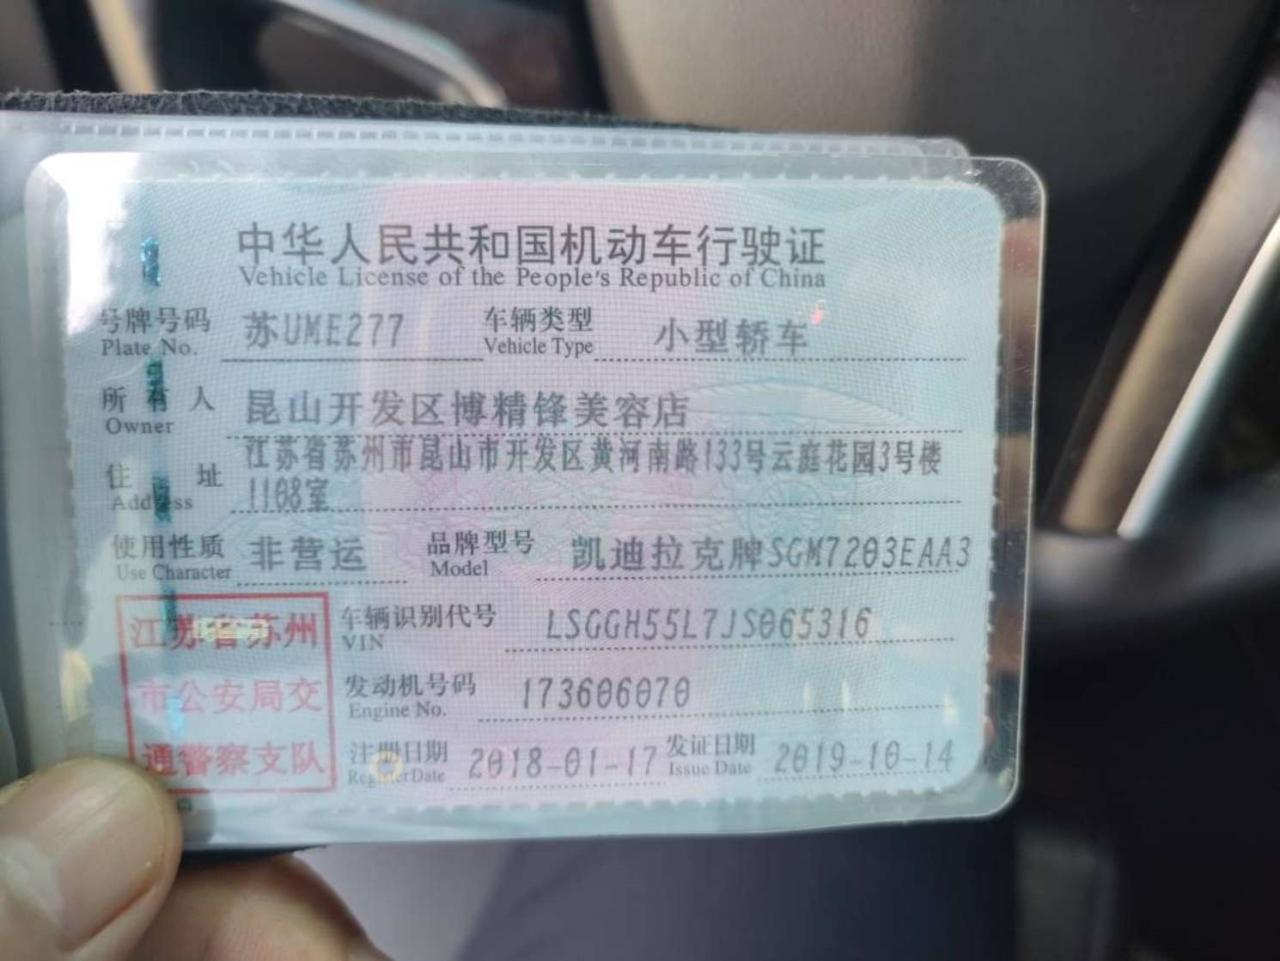 中华人民共和国机动车行驶证
Vehicle License of the People's Republic of China
号牌号码 苏UME277 车辆类型 小型轿车
Plate No. Vehicle Type
所有人 昆山开发区博精锋美容店
Owner
住址 江苏省苏州市昆山市开发区黄河南路133号云庭花园3号楼
Address 1108室
使用性质 非营运 品牌型号 凯迪拉克牌SGM7203EAA3
Use Character Model
江苏省苏州 车辆识别代号 LSGGH55L7JS065316
VIN
市公安局交 发动机号码 173606070
Engine No.
通警察支队 注册日期 2018-01-17 发证日期 2019-10-14
Register Date Issue Date